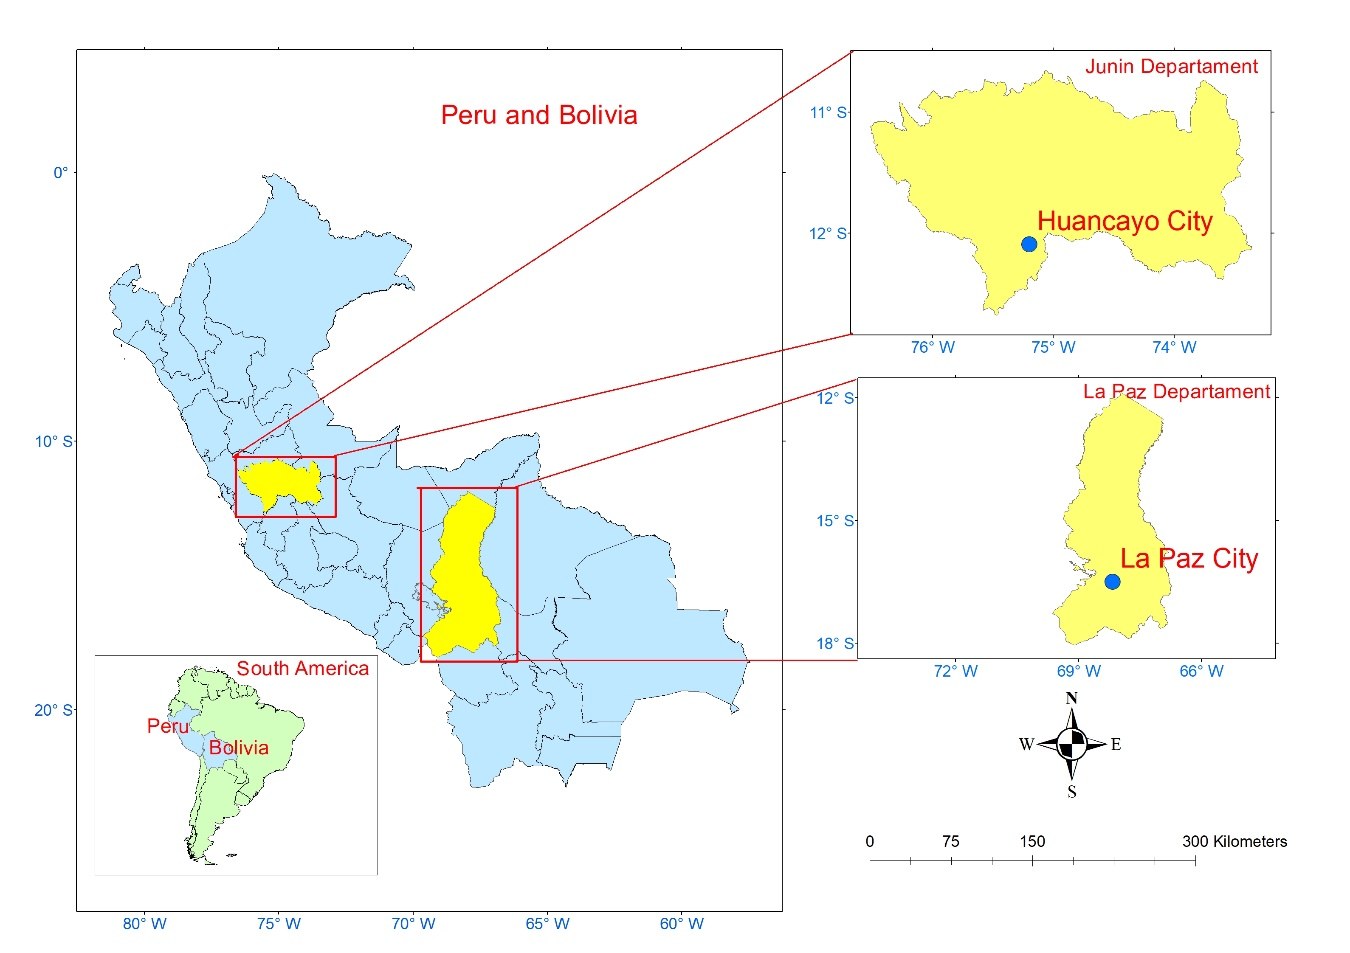 Peru and Bolivia
0°
10° S
20° S
80° W
75° W
70° W
65° W
60° W
South America
Peru
Bolivia
Junin Departament
11° S
Huancayo City
12° S
76° W
75° W
74° W
La Paz Departament
12° S
15° S
La Paz City
18° S
72° W
69° W
66° W
N
W
E
S
0 75 150 300 Kilometers